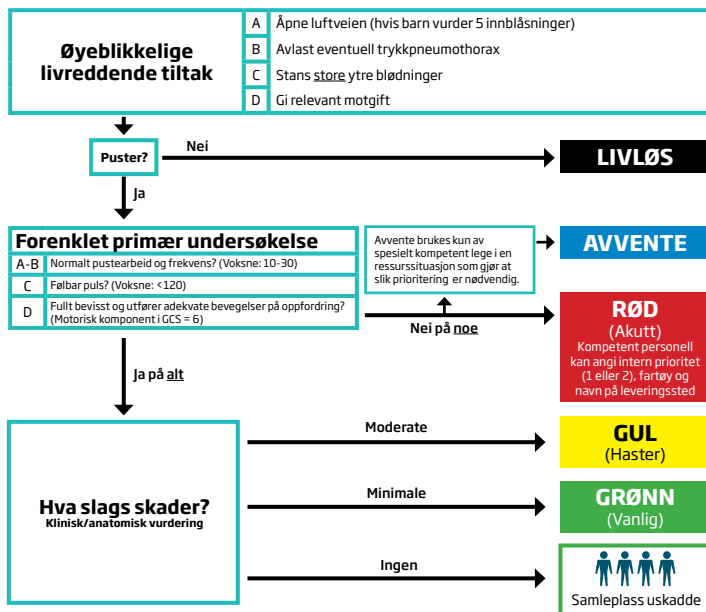 Øyeblikkelige
livreddende tiltak
A Åpne luftveien (hvis barn vurder 5 innblåsninger)
B Avlast eventuell trykkpneumothorax
C Stans store ytre blødninger
D Gi relevant motgift
Puster?
Nei
LIVLØS
Ja
Forenklet primær undersøkelse
A-B Normalt pustearbeid og frekvens? (Voksne: 10-30)
C Følbar puls? (Voksne: <120)
D Fullt bevisst og utfører adekvate bevegelser på oppfordring?
(Motorisk komponent i GCS = 6)
Avvente brukes kun av
spesielt kompetent lege i en
ressurssituasjon som gjør at
slik prioritering er nødvendig.
AVVENTE
Nei på noe
RØD
(Akutt)
Kompetent personell
kan angi intern prioritet
(1 eller 2), fartøy og
navn på leveringssted
Ja på alt
Hva slags skader?
Klinisk/anatomisk vurdering
Moderate
GUL
(Haster)
Minimale
GRØNN
(Vanlig)
Ingen
Samleplass uskadde